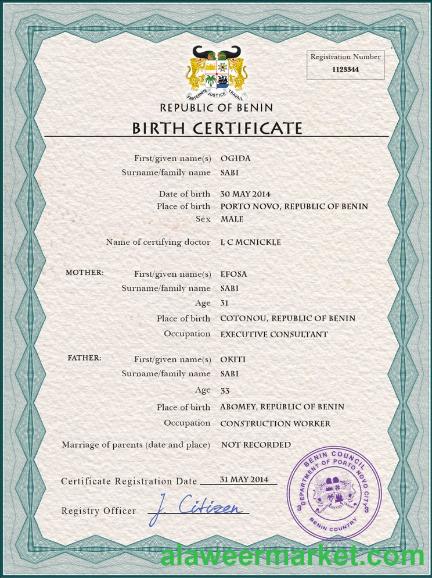 Registration Number
1123344
FRATERNITE JUSTICE TRAVAIL
REPUBLIC OF BENIN
BIRTH CERTIFICATE
First/given name(s) OGIDA
Surname/family name SABI
Date of birth 30 MAY 2014
Place of birth PORTO NOVO, REPUBLIC OF BENIN
Sex MALE
Name of certifying doctor L C MCNICKLE
MOTHER: First/given name(s) EFOSA
Surname/family name SABI
Age 31
Place of birth COTONOU, REPUBLIC OF BENIN
Occupation EXECUTIVE CONSULTANT
FATHER: First/given name(s) OKITI
Surname/family name SABI
Age 33
Place of birth ABOMEY, REPUBLIC OF BENIN
Occupation CONSTRUCTION WORKER
Marriage of parents (date and place) NOT RECORDED
Certificate Registration Date 31 MAY 2014
Registry Officer J. Citizen
BENIN COUNCIL
DEPARTMENT OF PORTO NOVO CITY
BENIN COUNTRY
alaweermarket.com